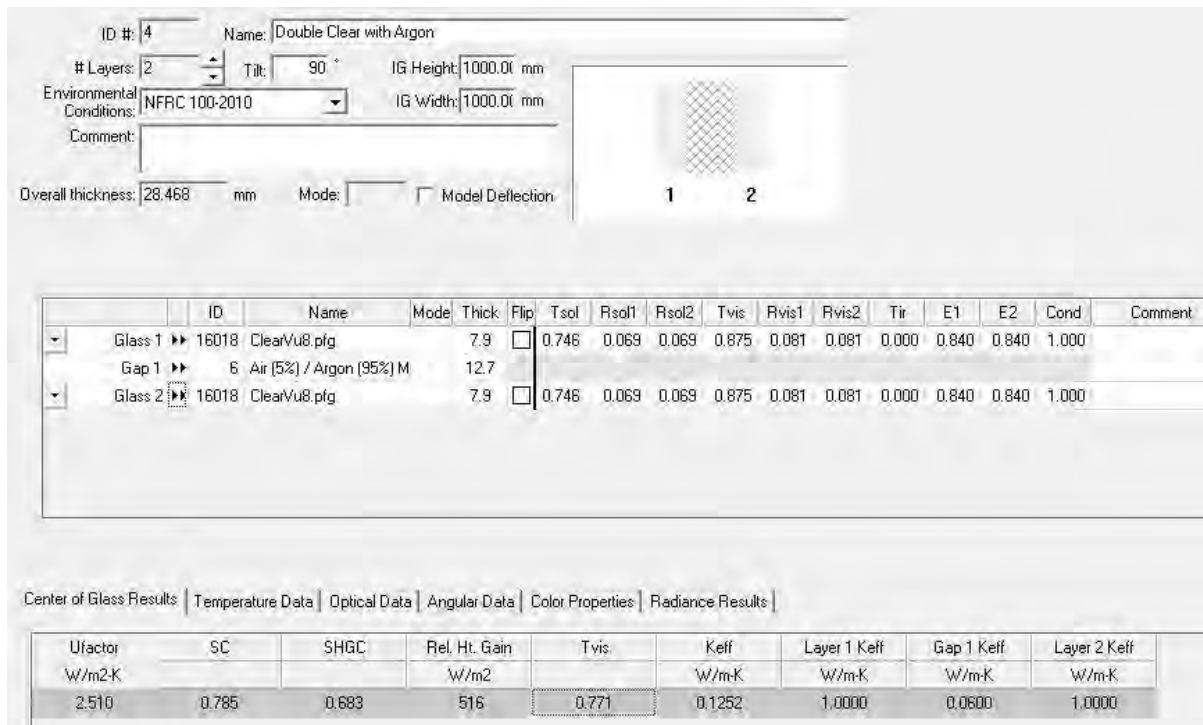 ID #: 4 Name: Double Clear with Argon
# Layers: 2 Tilt: 90 ° IG Height: 1000.00 mm
Environmental Conditions: NFRC 100-2010 IG Width: 1000.00 mm
Comment:
Overall thickness: 28.468 mm Mode: Model Deflection
1 2
ID Name Mode Thick Flip Tsol Rsol1 Rsol2 Tvis Rvis1 Rvis2 Tir E1 E2 Cond Comment
Glass 1 16018 ClearVu8.pfg 7.9 0.746 0.069 0.069 0.875 0.081 0.081 0.000 0.840 0.840 1.000
Gap 1 6 Air (5%) / Argon (95%) M 12.7
Glass 2 16018 ClearVu8.pfg 7.9 0.746 0.069 0.069 0.875 0.081 0.081 0.000 0.840 0.840 1.000
Center of Glass Results Temperature Data Optical Data Angular Data Color Properties Radiance Results
Ufactor SC SHGC Rel. Ht. Gain Tvis Keff Layer 1 Keff Gap 1 Keff Layer 2 Keff
W/m2-K W/m2 W/m-K W/m-K W/m-K W/m-K
2.510 0.785 0.683 516 0.771 0.1252 1.0000 0.0600 1.0000